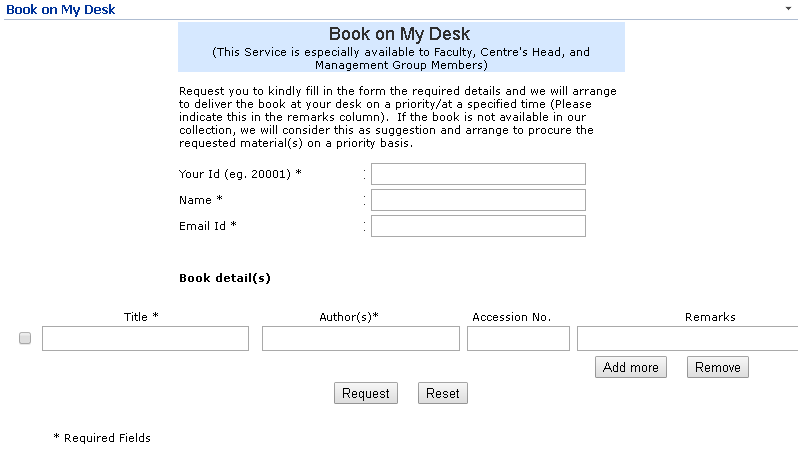 Book on My Desk
Book on My Desk
(This Service is especially available to Faculty, Centre's Head, and
Management Group Members)
Request you to kindly fill in the form the required details and we will arrange
to deliver the book at your desk on a priority/at a specified time (Please
indicate this in the remarks column).  If the book is not available in our
collection, we will consider this as suggestion and arrange to procure the
requested material(s) on a priority basis.
Your Id (eg. 20001) * :
Name * :
Email Id * :
Book detail(s)
Title * Author(s)* Accession No. Remarks
Add more Remove
Request Reset
* Required Fields